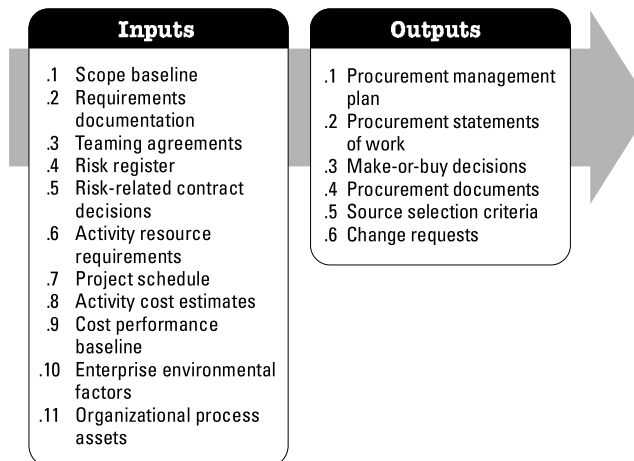 Inputs
.1 Scope baseline
.2 Requirements
documentation
.3 Teaming agreements
.4 Risk register
.5 Risk-related contract
decisions
.6 Activity resource
requirements
.7 Project schedule
.8 Activity cost estimates
.9 Cost performance
baseline
.10 Enterprise environmental
factors
.11 Organizational process
assets
Outputs
.1 Procurement management
plan
.2 Procurement statements
of work
.3 Make-or-buy decisions
.4 Procurement documents
.5 Source selection criteria
.6 Change requests